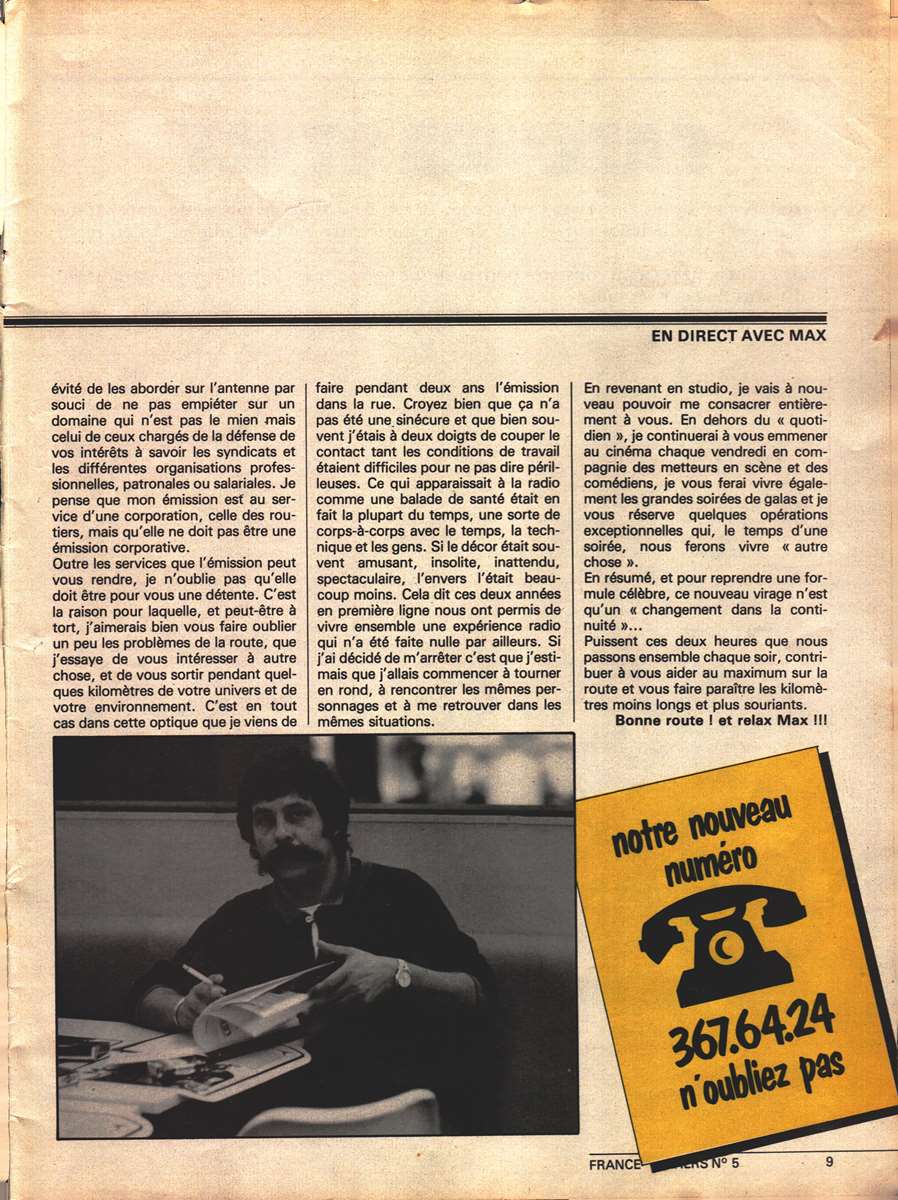 EN DIRECT AVEC MAX
évité de les aborder sur l'antenne par
souci de ne pas empiéter sur un
domaine qui n'est pas le mien mais
celui de ceux chargés de la défense de
vos intérêts à savoir les syndicats et
les différentes organisations profes-
sionnelles, patronales ou salariales. Je
pense que mon émission est au ser-
vice d'une corporation, celle des rou-
tiers, mais qu'elle ne doit pas être une
émission corporative.
Outre les services que l'émission peut
vous rendre, je n'oublie pas qu'elle
doit être pour vous une détente. C'est
la raison pour laquelle, et peut-être à
tort, j'aimerais bien vous faire oublier
un peu les problèmes de la route, que
j'essaye de vous intéresser à autre
chose, et de vous sortir pendant quel-
ques kilomètres de votre univers et de
votre environnement. C'est en tout
cas dans cette optique que je viens de
faire pendant deux ans l'émission
dans la rue. Croyez bien que ça n'a
pas été une sinécure et que bien sou-
vent j'étais à deux doigts de couper le
contact tant les conditions de travail
étaient difficiles pour ne pas dire péril-
leuses. Ce qui apparaissait à la radio
comme une balade de santé était en
fait la plupart du temps, une sorte de
corps-à-corps avec le temps, la tech-
nique et les gens. Si le décor était sou-
vent amusant, insolite, inattendu,
spectaculaire, l'envers l'était beau-
coup moins. Cela dit ces deux années
en première ligne nous ont permis de
vivre ensemble une expérience radio
qui n'a été faite nulle par ailleurs. Si
j'ai décidé de m'arrêter c'est que j'esti-
mais que j'allais commencer à tourner
en rond, à rencontrer les mêmes per-
sonnages et à me retrouver dans les
mêmes situations.
En revenant en studio, je vais à nou-
veau pouvoir me consacrer entière-
ment à vous. En dehors du « quoti-
dien », je continuerai à vous emmener
au cinéma chaque vendredi en com-
pagnie des metteurs en scène et des
comédiens, je vous ferai vivre égale-
ment les grandes soirées de galas et je
vous réserve quelques opérations
exceptionnelles qui, le temps d'une
soirée, nous ferons vivre « autre
chose ».
En résumé, et pour reprendre une for-
mule célèbre, ce nouveau virage n'est
qu'un « changement dans la conti-
nuité »...
Puissent ces deux heures que nous
passons ensemble chaque soir, contri-
buer à vous aider au maximum sur la
route et vous faire paraître les kilomè-
tres moins longs et plus souriants.
Bonne route ! et relax Max !!!
notre nouveau
numéro
367.64.24
n'oubliez pas
FRANCE N° 5 9